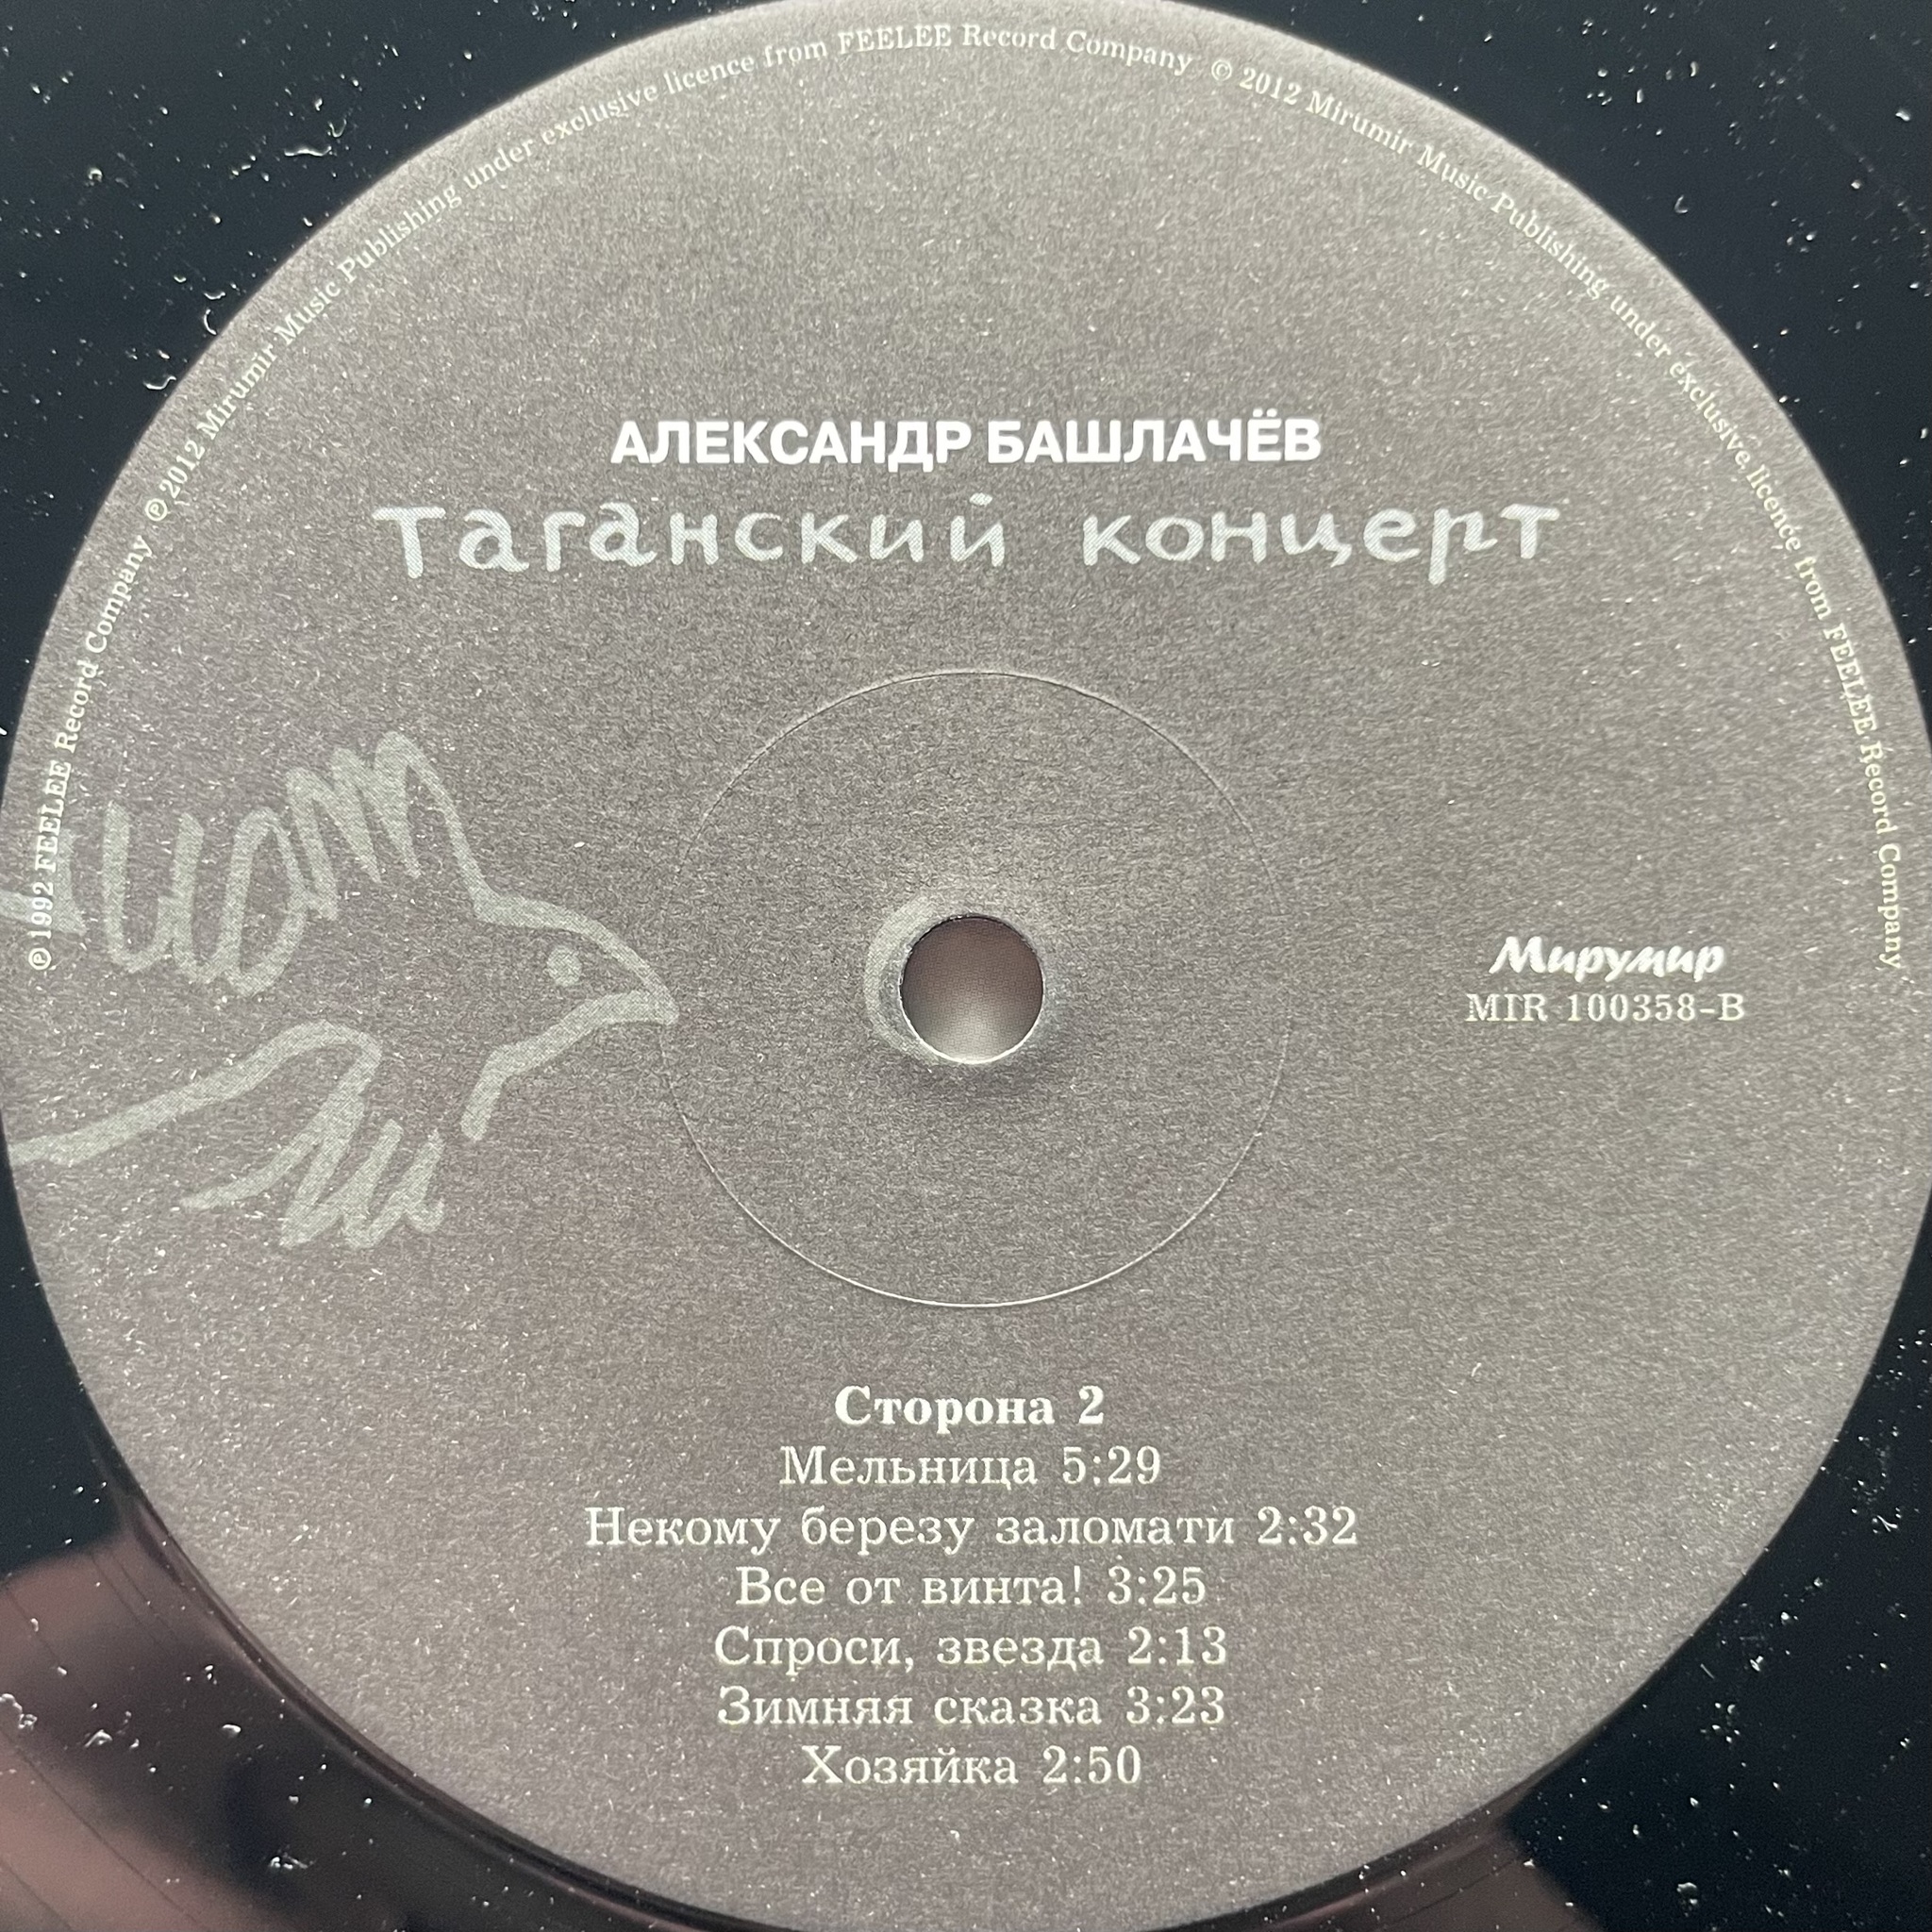 ℗ 1992 FEELEE Record Company ℗ 2012 Mirumir Music Publishing under exclusive licence from FEELEE Record Company © 2012 Mirumir Music Publishing under exclusive licence from FEELEE Record Company
АЛЕКСАНДР БАШЛАЧЁВ
Таганский концерт
Мирумир
MIR 100358-B
Сторона 2
Мельница 5:29
Некому березу заломати 2:32
Все от винта! 3:25
Спроси, звезда 2:13
Зимняя сказка 3:23
Хозяйка 2:50